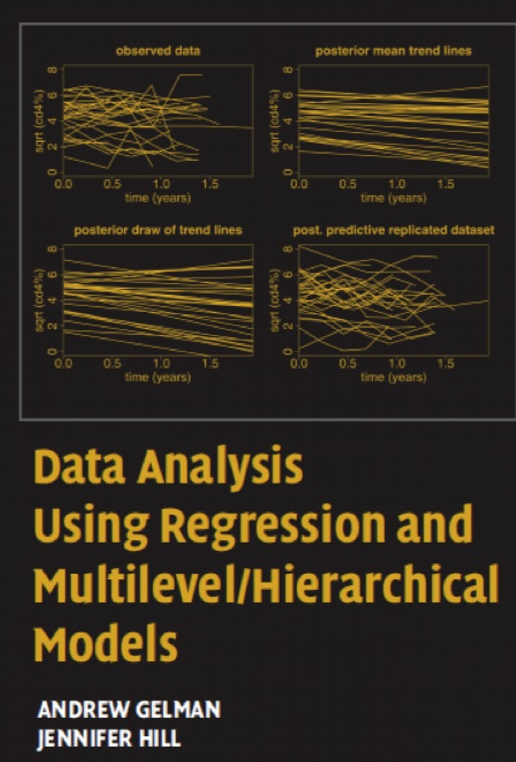 observed data
sqrt (cd4%)
8
6
4
2
0
0.0 0.5 1.0 1.5
time (years)
posterior mean trend lines
sqrt (cd4%)
8
6
4
2
0
0.0 0.5 1.0 1.5
time (years)
posterior draw of trend lines
sqrt (cd4%)
8
6
4
2
0
0.0 0.5 1.0 1.5
time (years)
post. predictive replicated dataset
sqrt (cd4%)
8
6
4
2
0
0.0 0.5 1.0 1.5
time (years)
Data Analysis
Using Regression and
Multilevel/Hierarchical
Models
ANDREW GELMAN
JENNIFER HILL